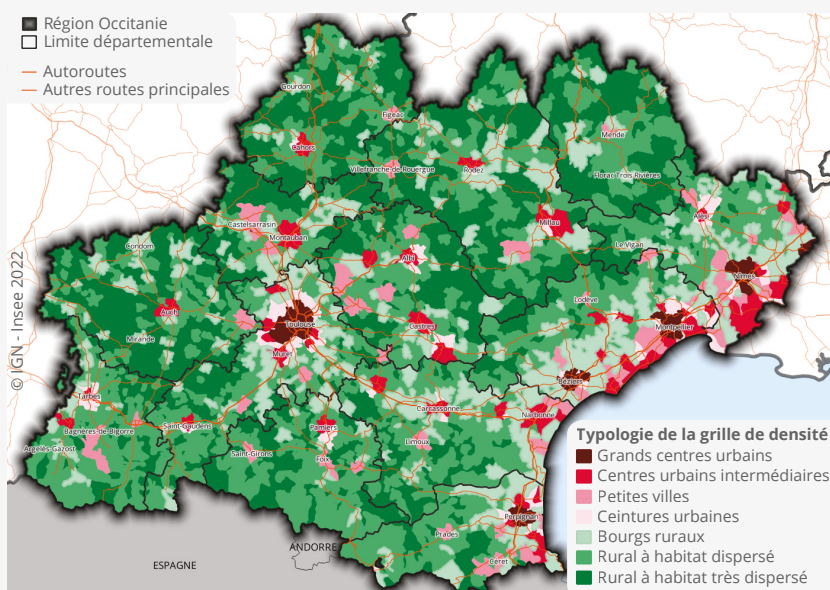 Région Occitanie
Limite départementale
Autoroutes
Autres routes principales
© IGN - Insee 2022
Gourdon
Figeac
Cahors
Villefranche de Rouergue
Rodez
Mende
Florac Trois Rivières
Castelsarrasin
Montauban
Millau
Alès
Le Vigan
Condom
Albi
Nîmes
Auch
Toulouse
Lodève
Montpellier
Mirande
Castres
Muret
Béziers
Tarbes
Carcassonne
Narbonne
Saint-Gaudens
Pamiers
Bagnères-de-Bigorre
Limoux
Argelès-Gazost
Saint-Girons
Foix
Perpignan
Prades
Céret
ANDORRE
ESPAGNE
Typologie de la grille de densité
Grands centres urbains
Centres urbains intermédiaires
Petites villes
Ceintures urbaines
Bourgs ruraux
Rural à habitat dispersé
Rural à habitat très dispersé